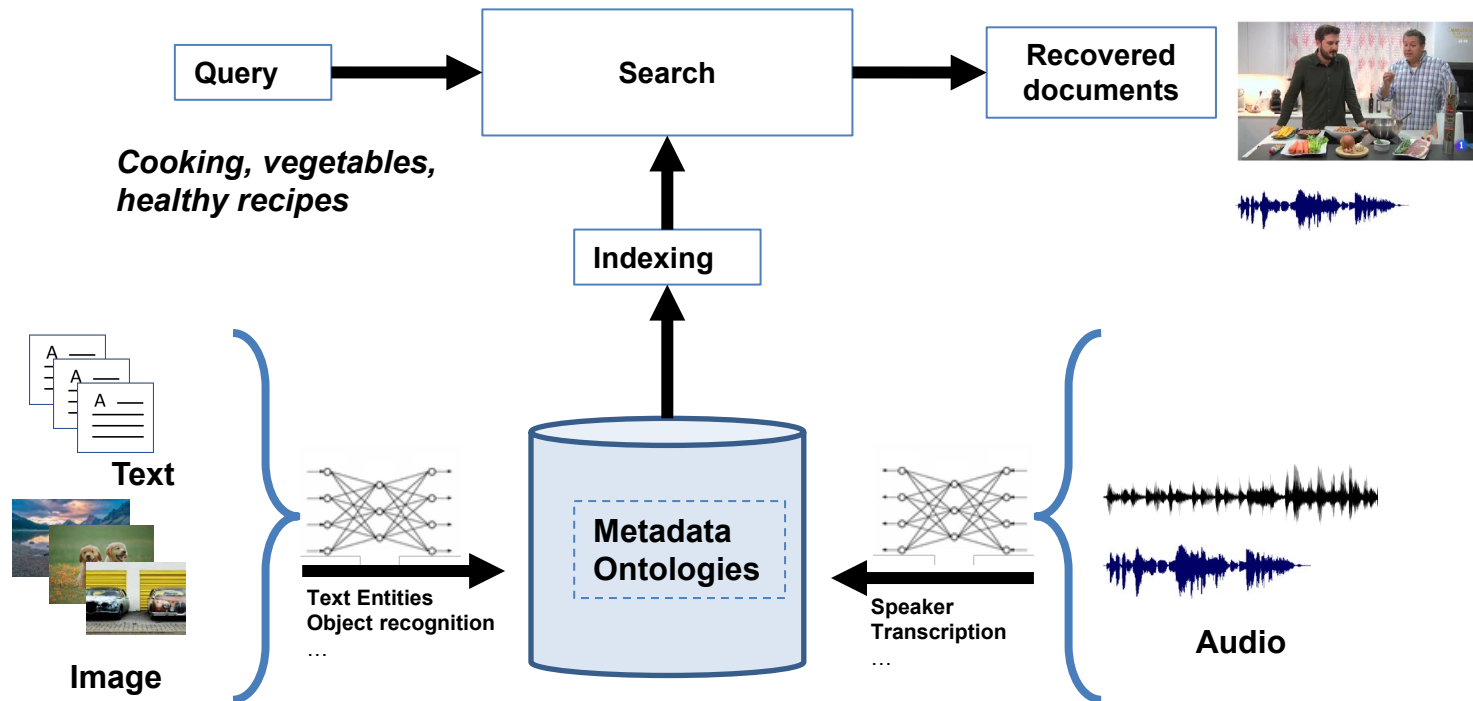 Query
Search
Recovered
documents
Cooking, vegetables,
healthy recipes
1
Indexing
A
A
A
Text
Metadata
Ontologies
Text Entities
Object recognition
…
Speaker
Transcription
…
Image
Audio